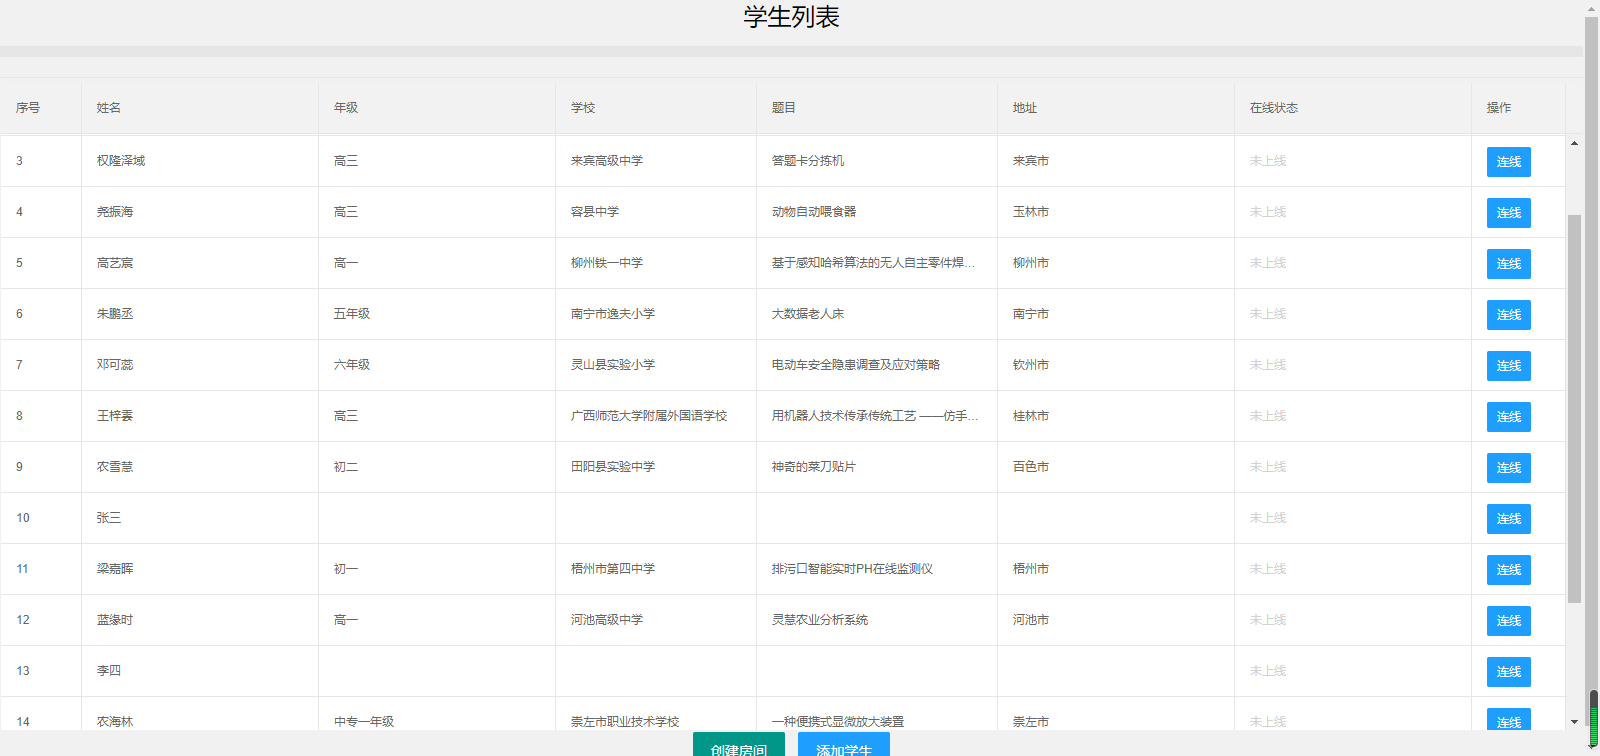 学生列表
序号 姓名 年级 学校 题目 地址 在线状态 操作
3 权隆泽域 高三 来宾高级中学 答题卡分拣机 来宾市 未上线 连线
4 尧振海 高三 容县中学 动物自动喂食器 玉林市 未上线 连线
5 高艺宸 高一 柳州铁一中学 基于感知哈希算法的无人自主零件焊... 柳州市 未上线 连线
6 朱鹏丞 五年级 南宁市逸夫小学 大数据老人床 南宁市 未上线 连线
7 邓可蕊 六年级 灵山县实验小学 电动车安全隐患调查及应对策略 钦州市 未上线 连线
8 王梓雲 高三 广西师范大学附属外国语学校 用机器人技术传承传统工艺 ——仿手... 桂林市 未上线 连线
9 农雪慧 初二 田阳县实验中学 神奇的菜刀贴片 百色市 未上线 连线
10 张三 未上线 连线
11 梁嘉晖 初一 梧州市第四中学 排污口智能实时PH在线监测仪 梧州市 未上线 连线
12 蓝缘时 高一 河池高级中学 灵慧农业分析系统 河池市 未上线 连线
13 李四 未上线 连线
14 农海林 中专一年级 崇左市职业技术学校 一种便携式显微放大装置 崇左市 未上线 连线
创建房间 添加学生